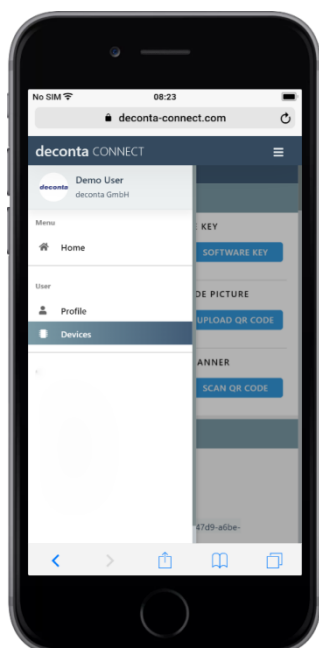 No SIM 08:23
deconta-connect.com
deconta CONNECT
deconta
Demo User
deconta GmbH
Menu
Home
KEY
SOFTWARE KEY
User
DE PICTURE
Profile
UPLOAD QR CODE
Devices
ANNER
SCAN QR CODE
47d9-a6be-